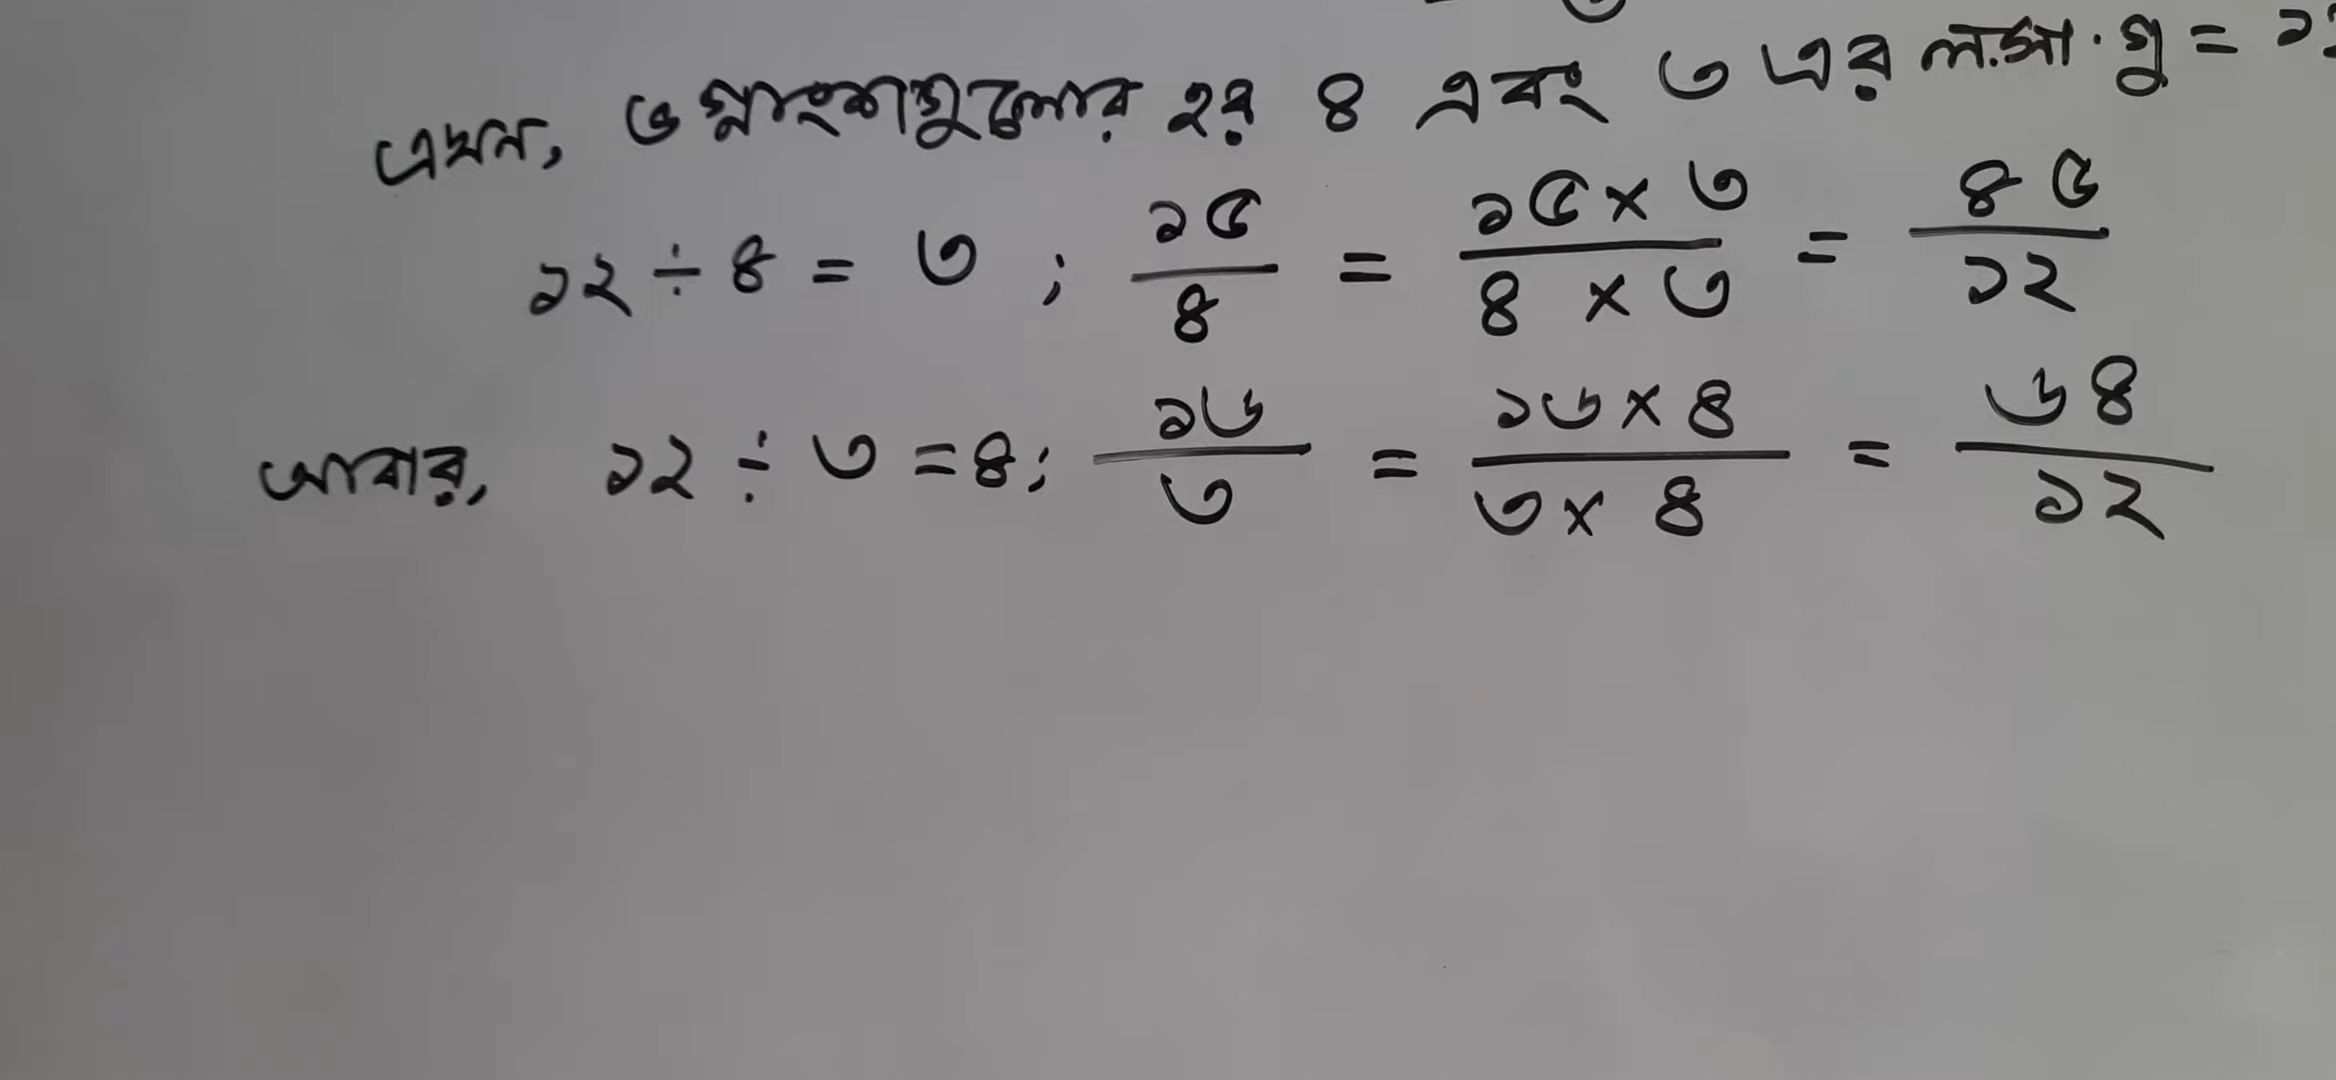 এখন, ভগ্নাংশগুলোর হর ৪ এবং ৩ এর ল.সা.গু = ১২
১২ ÷ ৪ = ৩ ; ১৫/৪ = ১৫ × ৩/৪ × ৩ = ৪৫/১২
আবার, ১২ ÷ ৩ = ৪ ; ১৬/৩ = ১৬ × ৪/৩ × ৪ = ৬৪/১২